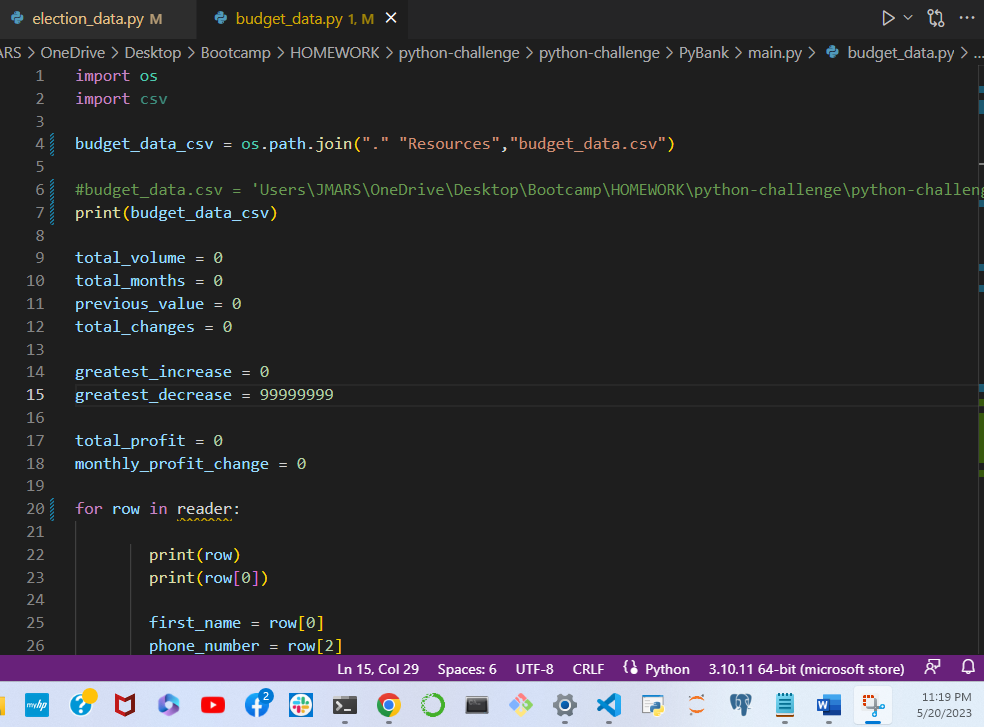 election_data.py M
budget_data.py 1, M
ARS > OneDrive > Desktop > Bootcamp > HOMEWORK > python-challenge > python-challenge > PyBank > main.py > budget_data.py > ...
1 import os
2 import csv
3
4 budget_data_csv = os.path.join("." "Resources","budget_data.csv")
5
6 #budget_data.csv = 'Users\JMARS\OneDrive\Desktop\Bootcamp\HOMEWORK\python-challenge\python-challeng
7 print(budget_data_csv)
8
9 total_volume = 0
10 total_months = 0
11 previous_value = 0
12 total_changes = 0
13
14 greatest_increase = 0
15 greatest_decrease = 99999999
16
17 total_profit = 0
18 monthly_profit_change = 0
19
20 for row in reader:
21
22 print(row)
23 print(row[0])
24
25 first_name = row[0]
26 phone_number = row[2]
Ln 15, Col 29 Spaces: 6 UTF-8 CRLF Python 3.10.11 64-bit (microsoft store)
myhp
2
W
11:19 PM
5/20/2023